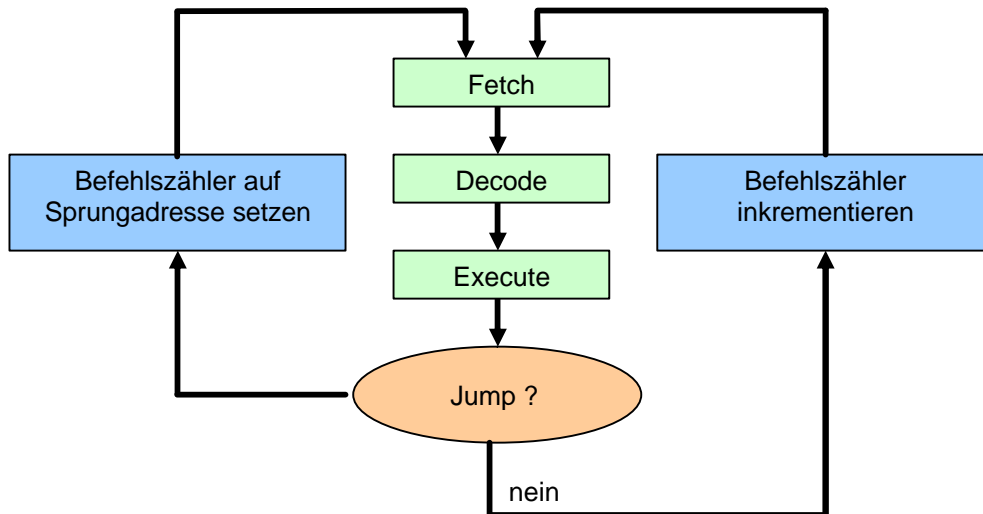 Fetch
Befehlszähler auf
Sprungadresse setzen
Decode
Befehlszähler
inkrementieren
Execute
Jump ?
nein